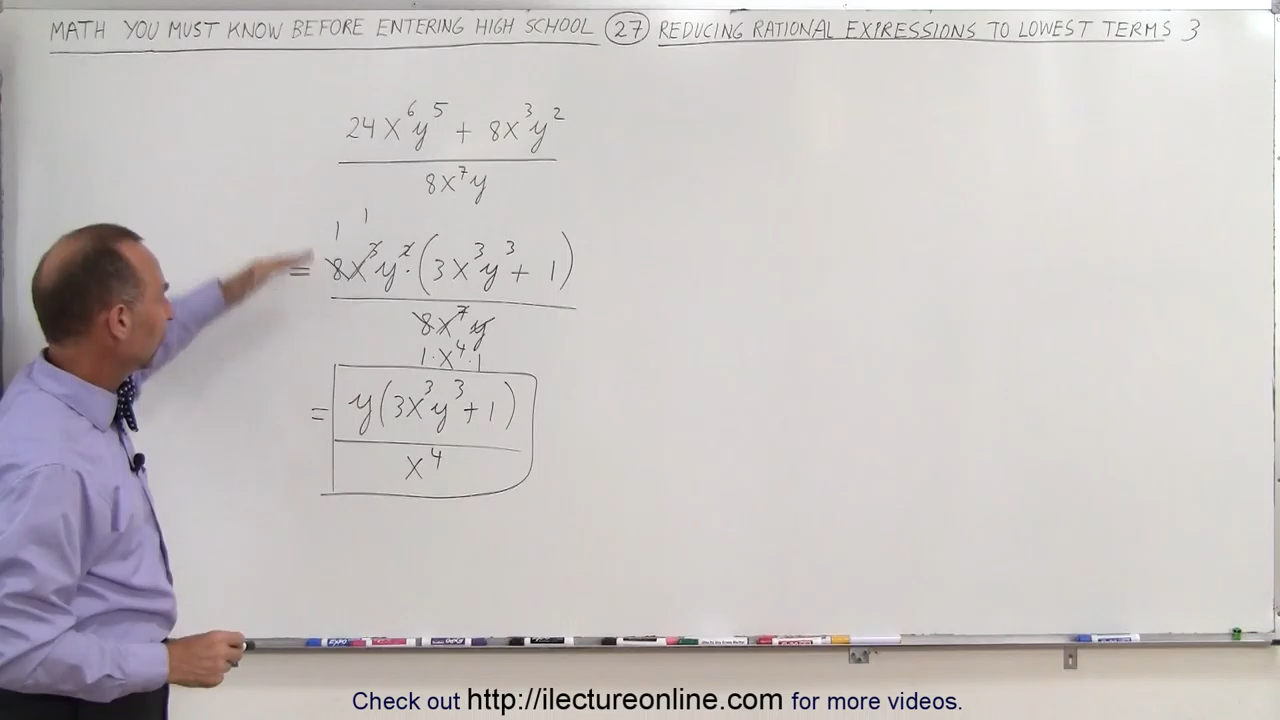 MATH YOU MUST KNOW BEFORE ENTERING HIGH SCHOOL (27) REDUCING RATIONAL EXPRESSIONS TO LOWEST TERMS 3
24x⁶y⁵ + 8x³y²
8x⁷y
1 1
= 8x³y² · (3x³y³ + 1)
8x⁷y
1 · x⁴ · 1
= y(3x³y³ + 1)
x⁴
EXPO
Check out http://ilectureonline.com for more videos.